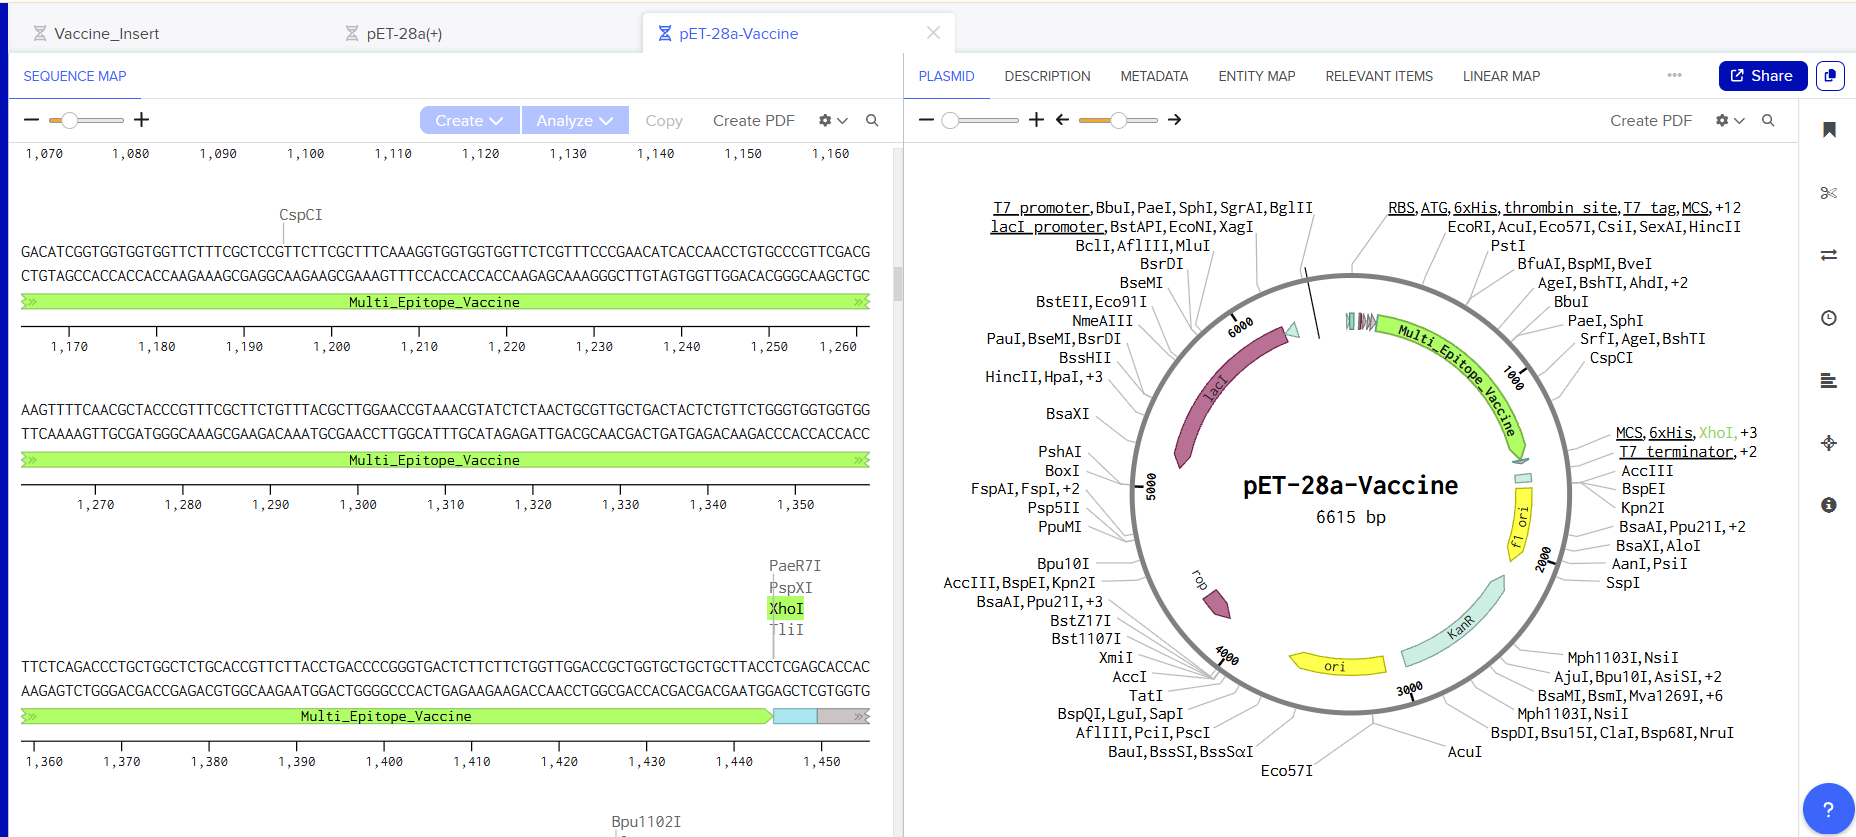 Vaccine_Insert
pET-28a(+)
pET-28a-Vaccine
SEQUENCE MAP
Create
Analyze
Copy
Create PDF
1,070 1,080 1,090 1,100 1,110 1,120 1,130 1,140 1,150 1,160
CspCI
GACATCGGTGGTGGTGGTTCTTTCGCTCCGTTCTTCGCTTTCAAAGGTGGTGGTGGTTCTCGTTTCCCGAACATCACCAACCTGTGCCCGTTCGACG
CTGTAGCCACCACCACCAAGAAAGCGAGGCAAGAAGCGAAAGTTTCCACCACCACCAAGAGCAAAGGGCTTGTAGTGGTTGGACACGGGCAAGCTGC
Multi_Epitope_Vaccine
1,170 1,180 1,190 1,200 1,210 1,220 1,230 1,240 1,250 1,260
AAGTTTTCAACGCTACCCGTTTCGCTTCTGTTTACGCTTGGAACCGTAAACGTATCTCTAACTGCGTTGCTGACTACTCTGTTCTGGGTGGTGGTGG
TTCAAAAGTTGCGATGGGCAAAGCGAAGACAAATGCGAACCTTGGCATTTGCATAGAGATTGACGCAACGACTGATGAGACAAGACCCACCACCACC
Multi_Epitope_Vaccine
1,270 1,280 1,290 1,300 1,310 1,320 1,330 1,340 1,350
PaeR7I
PspXI
XhoI
TliI
TTCTCAGACCCTGCTGGCTCTGCACCGTTCTTACCTGACCCCGGGTGACTCTTCTTCTGGTTGGACCGCTGGTGCTGCTGCTTACCTCGAGCACCAC
AAGAGTCTGGGACGACCGAGACGTGGCAAGAATGGACTGGGGCCCACTGAGAAGAAGACCAACCTGGCGACCACGACGACGAATGGAGCTCGTGGTG
Multi_Epitope_Vaccine
1,360 1,370 1,380 1,390 1,400 1,410 1,420 1,430 1,440 1,450
Bpu1102I
PLASMID
DESCRIPTION
METADATA
ENTITY MAP
RELEVANT ITEMS
LINEAR MAP
Share
Create PDF
T7 promoter,BbuI,PaeI,SphI,SgrAI,BglII
lacI promoter,BstAPI,EcoNI,XagI
BclI,AflIII,MluI
BsrDI
BseMI
BstEII,Eco91I
NmeAIII
PauI,BseMI,BsrDI
BssHII
HincII,HpaI,+3
BsaXI
PshAI
BoxI
FspAI,FspI,+2
Psp5II
PpuMI
Bpu10I
AccIII,BspEI,Kpn2I
BsaAI,Ppu21I,+3
BstZ17I
Bst1107I
XmiI
AccI
TatI
BspQI,LguI,SapI
AflIII,PciI,PscI
BauI,BssSI,BssSαI
Eco57I
RBS,ATG,6xHis,thrombin site,T7 tag,MCS,+12
EcoRI,AcuI,Eco57I,CsiI,SexAI,HincII
PstI
BfuAI,BspMI,BveI
AgeI,BshTI,AhdI,+2
BbuI
PaeI,SphI
SrfI,AgeI,BshTI
CspCI
MCS,6xHis,XhoI,+3
T7 terminator,+2
AccIII
BspEI
Kpn2I
BsaAI,Ppu21I,+2
BsaXI,AloI
AanI,PsiI
SspI
Mph1103I,NsiI
AjuI,Bpu10I,AsiSI,+2
BsaMI,BsmI,Mva1269I,+6
Mph1103I,NsiI
BspDI,Bsu15I,ClaI,Bsp68I,NruI
AcuI
6000
1000
5000
2000
4000
3000
lacI
Multi_Epitope_Vaccine
f1 ori
KanR
ori
rop
pET-28a-Vaccine
6615 bp
?